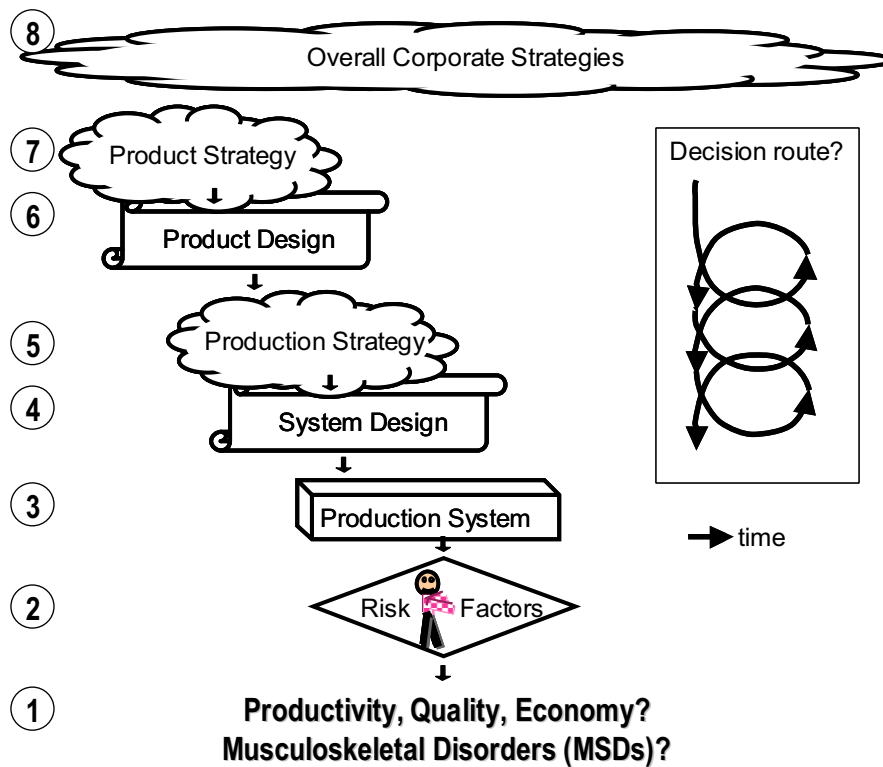 8
Overall Corporate Strategies
7
Product Strategy
Decision route?
6
Product Design
5
Production Strategy
4
System Design
3
Production System
time
2
Risk Factors
1
Productivity, Quality, Economy?
Musculoskeletal Disorders (MSDs)?